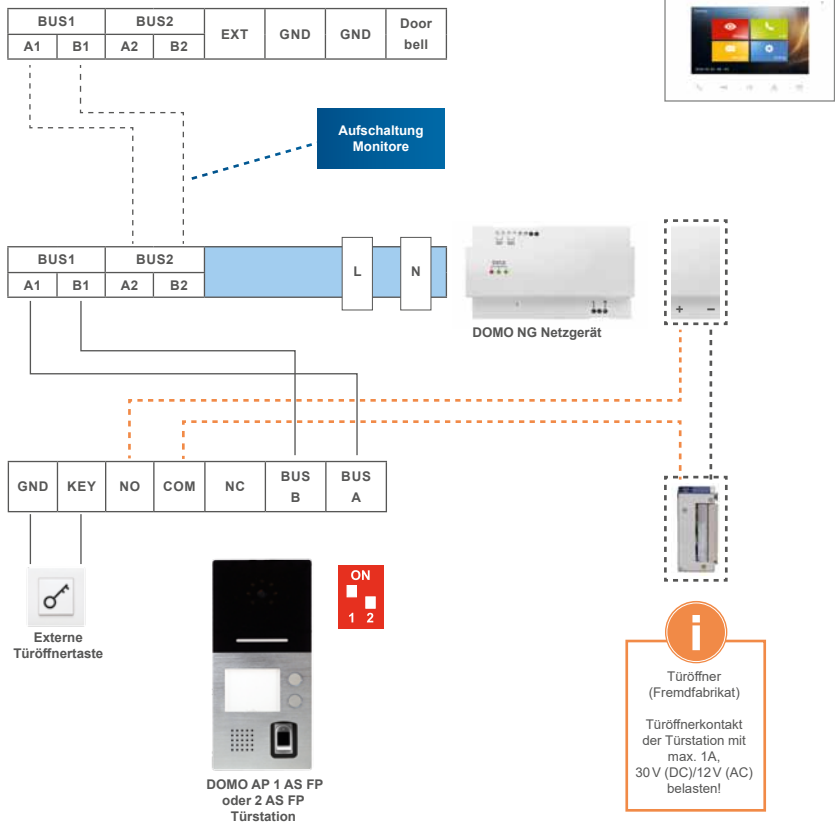 BUS1 BUS2 EXT GND GND Door bell
A1 B1 A2 B2
Aufschaltung
Monitore
BUS1 BUS2 L N
A1 B1 A2 B2
+ −
DOMO NG Netzgerät
GND KEY NO COM NC BUS B BUS A
ON
1 2
Externe
Türöffnertaste
DOMO AP 1 AS FP
oder 2 AS FP
Türstation
i
Türöffner
(Fremdfabrikat)
Türöffnerkontakt
der Türstation mit
max. 1A,
30 V (DC)/12 V (AC)
belasten!